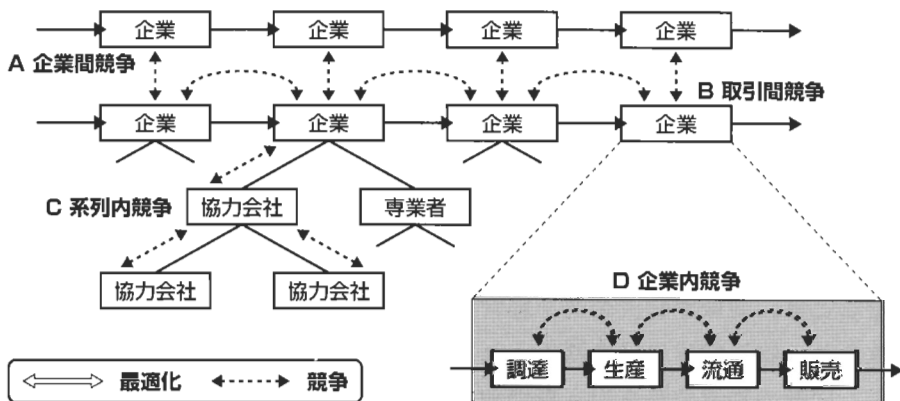 企業 企業 企業 企業
A 企業間競争
B 取引間競争
企業 企業 企業 企業
C 系列内競争
協力会社 専業者
協力会社 協力会社
D 企業内競争
調達 生産 流通 販売
最適化 競争